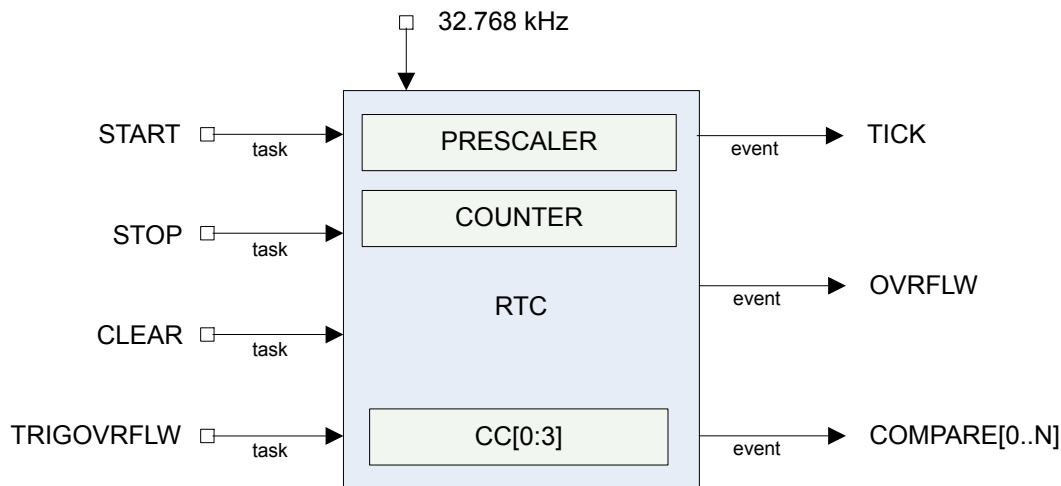 32.768 kHz
START
task
PRESCALER
event
TICK
STOP
task
COUNTER
CLEAR
task
RTC
event
OVRFLW
TRIGOVRFLW
task
CC[0:3]
event
COMPARE[0..N]